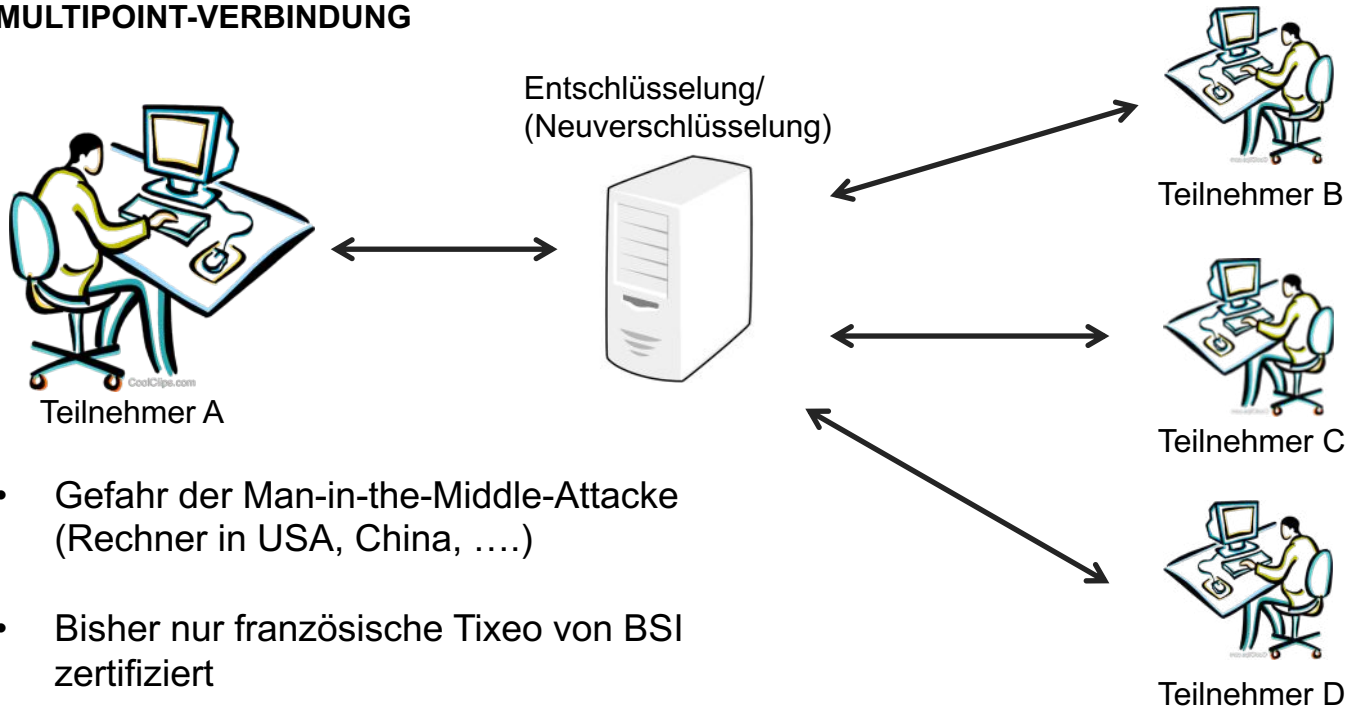 MULTIPOINT-VERBINDUNG
Entschlüsselung/
(Neuverschlüsselung)
Teilnehmer B
CoolClips.com
Teilnehmer A
Teilnehmer C
• Gefahr der Man-in-the-Middle-Attacke
(Rechner in USA, China, ….)
• Bisher nur französische Tixeo von BSI
zertifiziert
Teilnehmer D